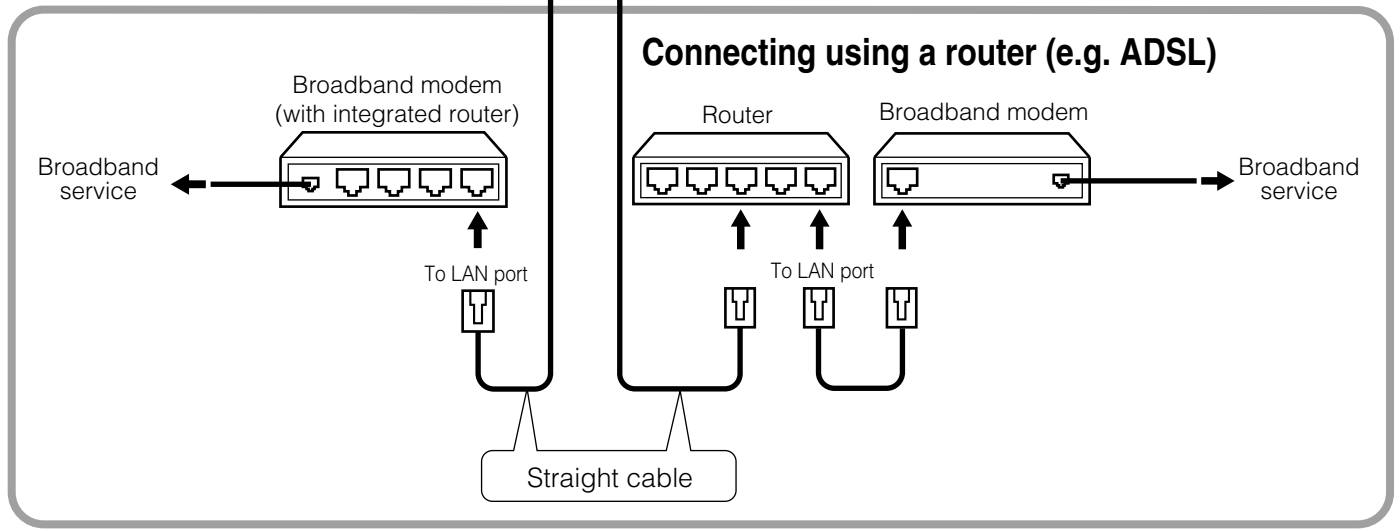 Connecting using a router (e.g. ADSL)
Broadband modem
(with integrated router)
Broadband
service
To LAN port
Router
Broadband modem
Broadband
service
To LAN port
Straight cable